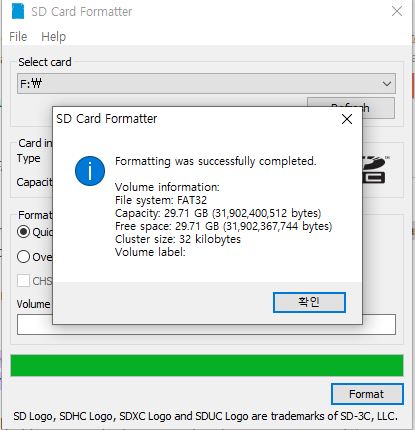 SD Card Formatter
File Help
Select card
F:₩
Refresh
SD Card Formatter
Card in
Type
Capaci
Formatting was successfully completed.
Volume information:
File system: FAT32
Capacity: 29.71 GB (31,902,400,512 bytes)
Free space: 29.71 GB (31,902,367,744 bytes)
Cluster size: 32 kilobytes
Volume label:
확인
Format
Quic
Ove
CHS
Volume
Format
SD Logo, SDHC Logo, SDXC Logo and SDUC Logo are trademarks of SD-3C, LLC.